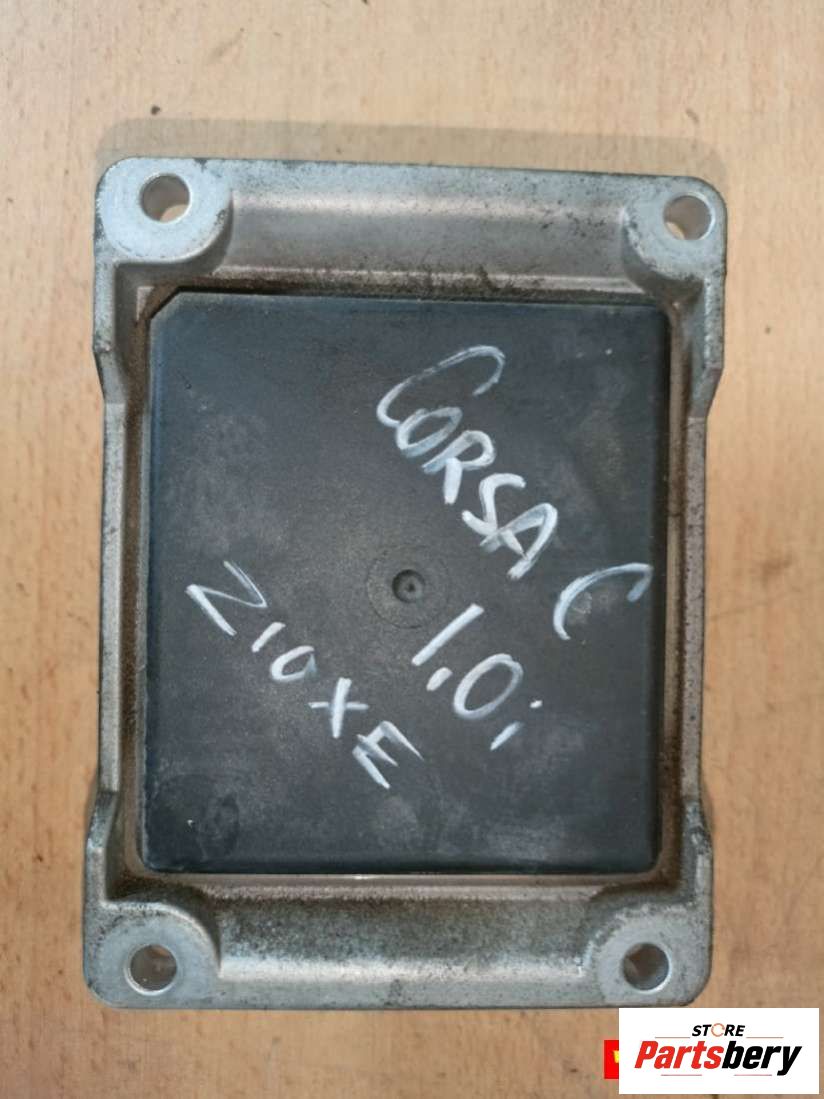 CORSA C
1.0i
Z10XE
STORE
Partsbery